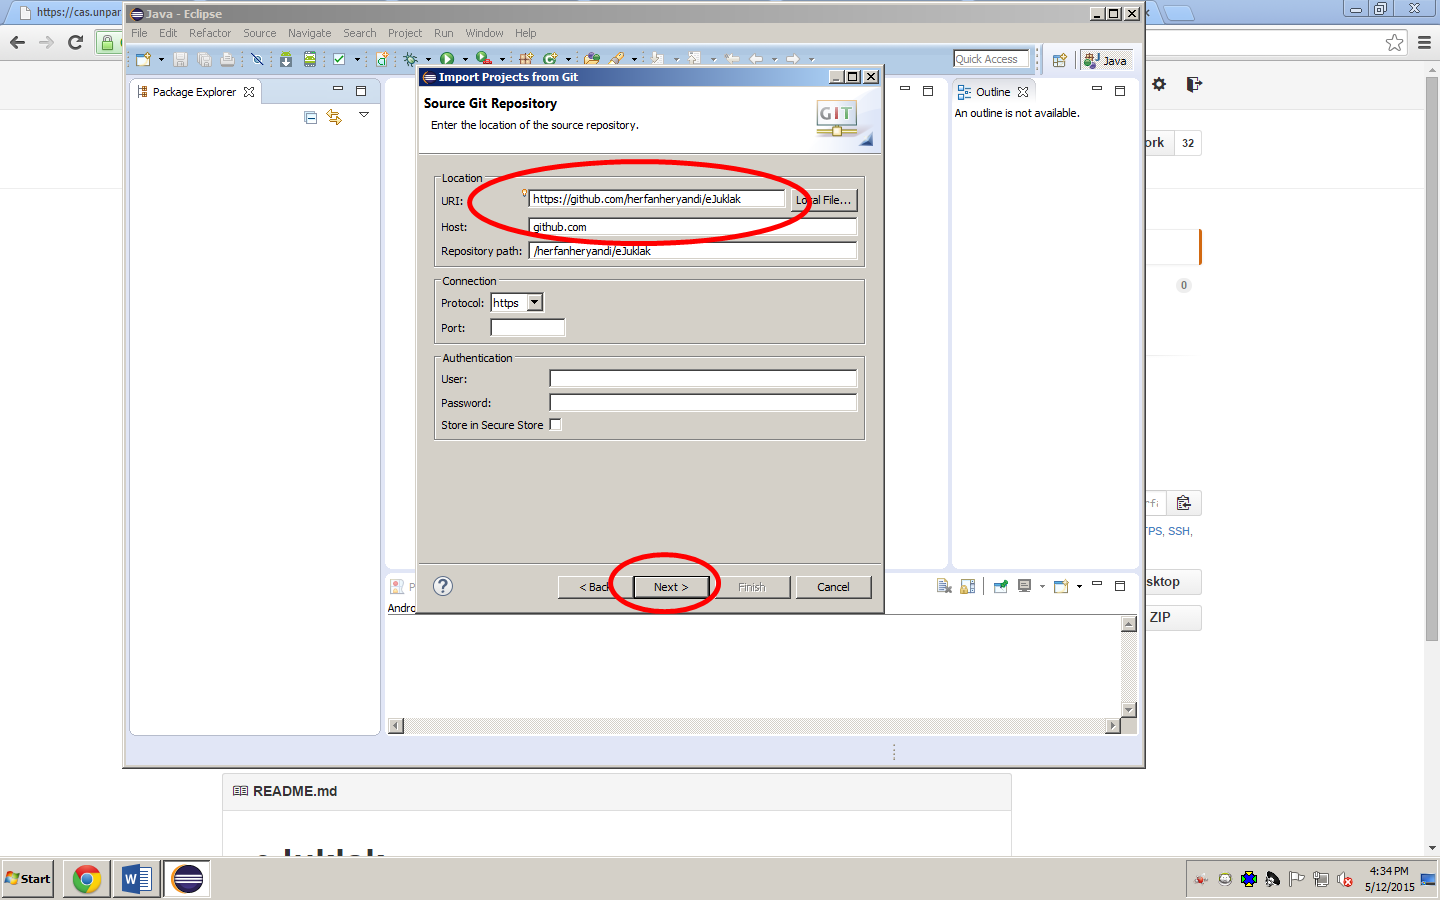 https://cas.unpar
Java - Eclipse
File Edit Refactor Source Navigate Search Project Run Window Help
Quick Access
Java
Package Explorer
Outline
An outline is not available.
Import Projects from Git
Source Git Repository
Enter the location of the source repository.
GIT
Location
URI: https://github.com/herfanheryandi/eJuklak Local File...
Host: github.com
Repository path: /herfanheryandi/eJuklak
Connection
Protocol: https
Port:
Authentication
User:
Password:
Store in Secure Store
< Back Next > Finish Cancel
Andro
ork 32
0
TPS, SSH,
sktop
ZIP
README.md
eJuklak
Start
4:34 PM
5/12/2015